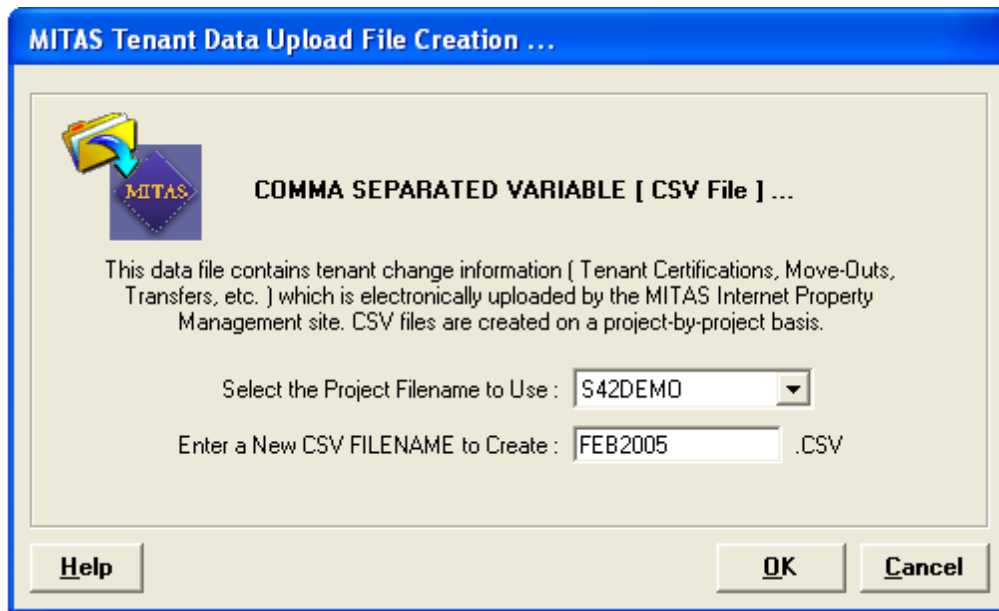 MITAS Tenant Data Upload File Creation ...
MITAS
COMMA SEPARATED VARIABLE [ CSV File ] ...
This data file contains tenant change information ( Tenant Certifications, Move-Outs,
Transfers, etc. ) which is electronically uploaded by the MITAS Internet Property
Management site. CSV files are created on a project-by-project basis.
Select the Project Filename to Use : S42DEMO
Enter a New CSV FILENAME to Create : FEB2005 .CSV
Help OK Cancel